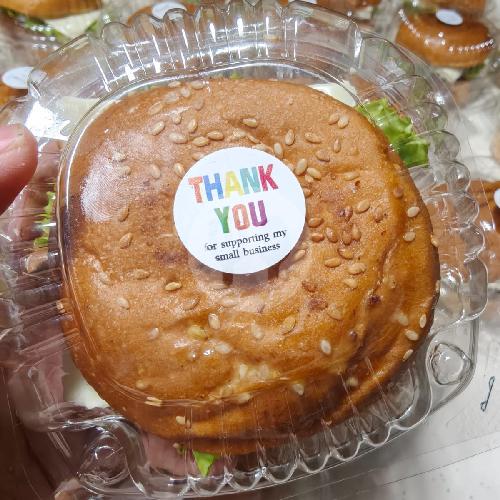 THANK
YOU
for supporting my
small business